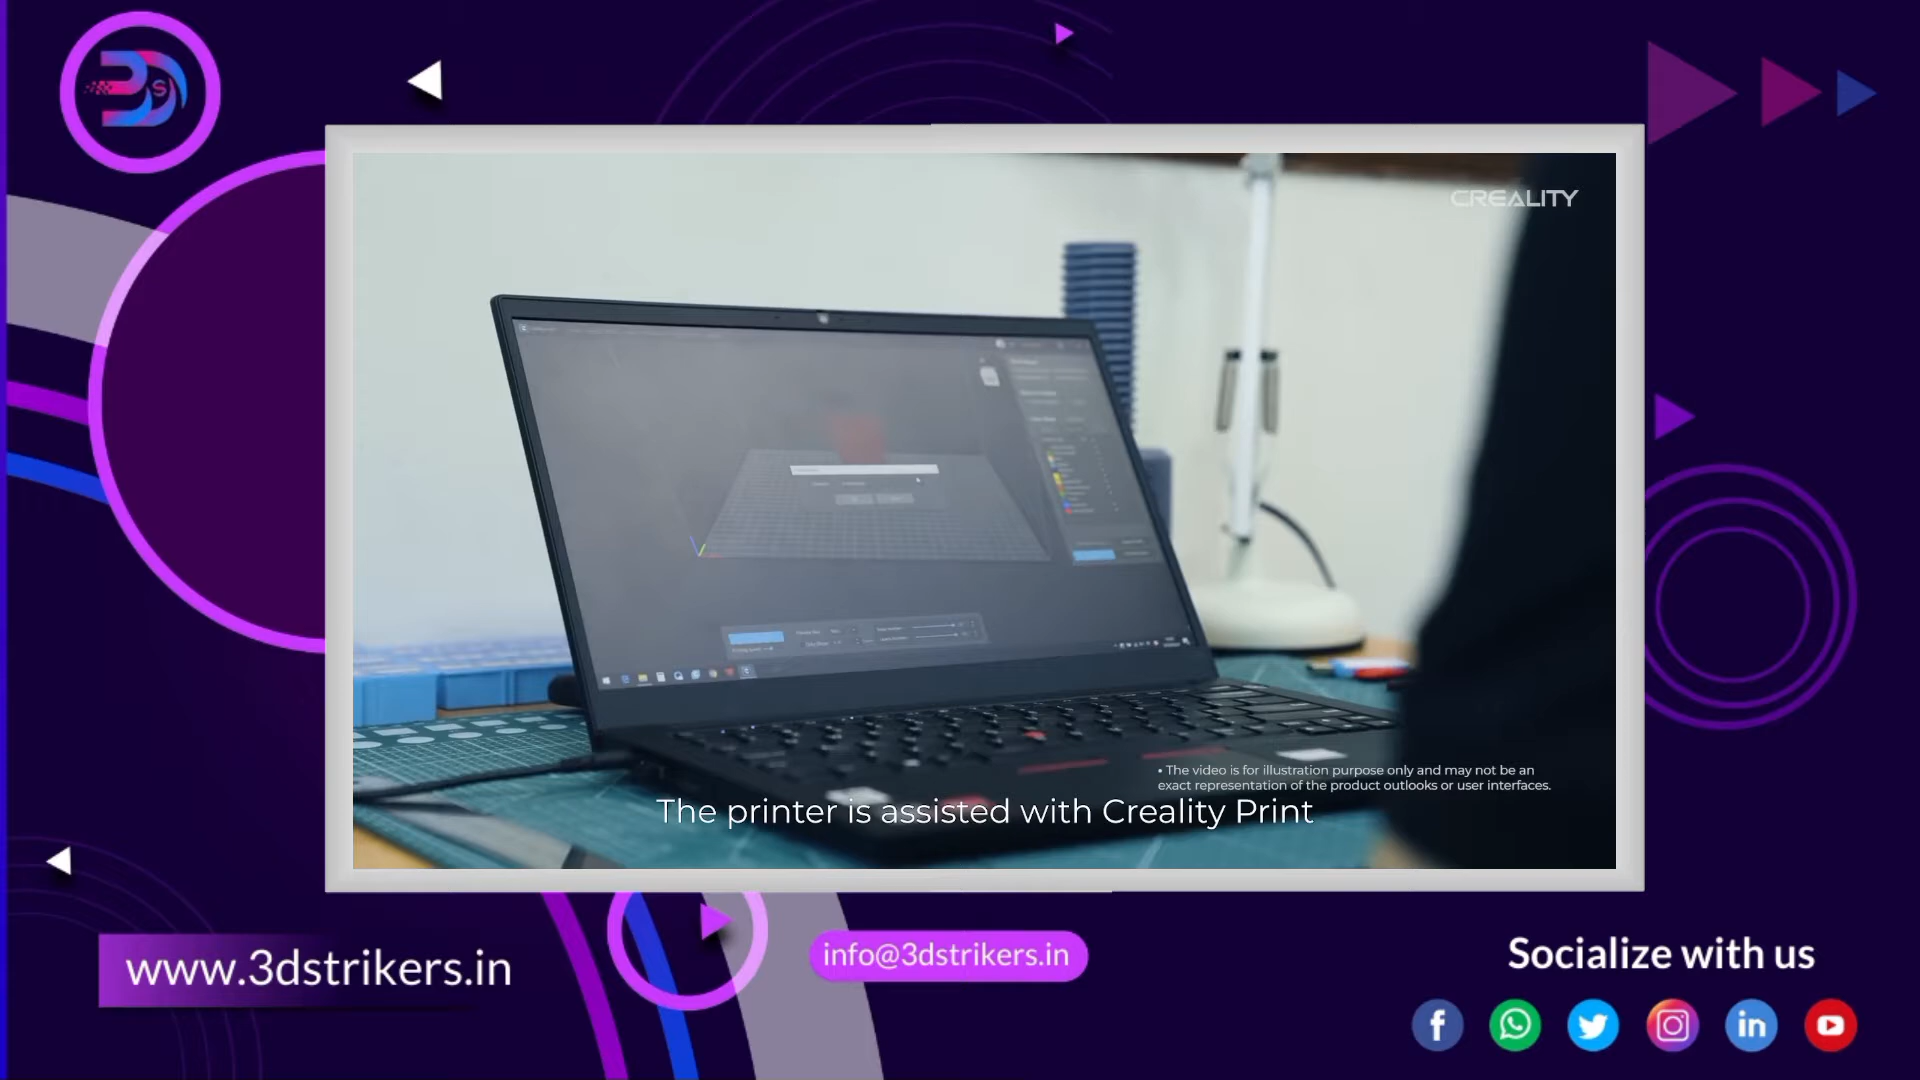 CREALITY
• The video is for illustration purpose only and may not be an
exact representation of the product outlooks or user interfaces.
The printer is assisted with Creality Print
www.3dstrikers.in
info@3dstrikers.in
Socialize with us